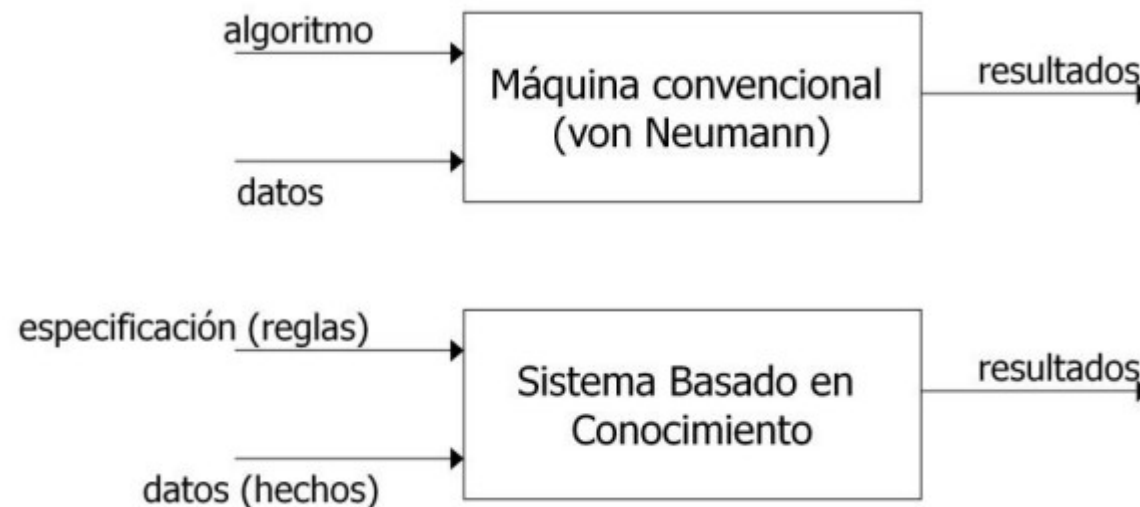 algoritmo
Máquina convencional
(von Neumann)
resultados
datos
especificación (reglas)
Sistema Basado en
Conocimiento
resultados
datos (hechos)